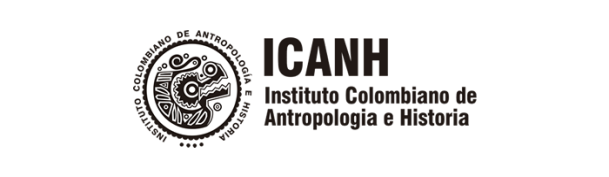 INSTITUTO COLOMBIANO DE ANTROPOLOGÍA E HISTORIA
ICANH
Instituto Colombiano de
Antropologia e Historia